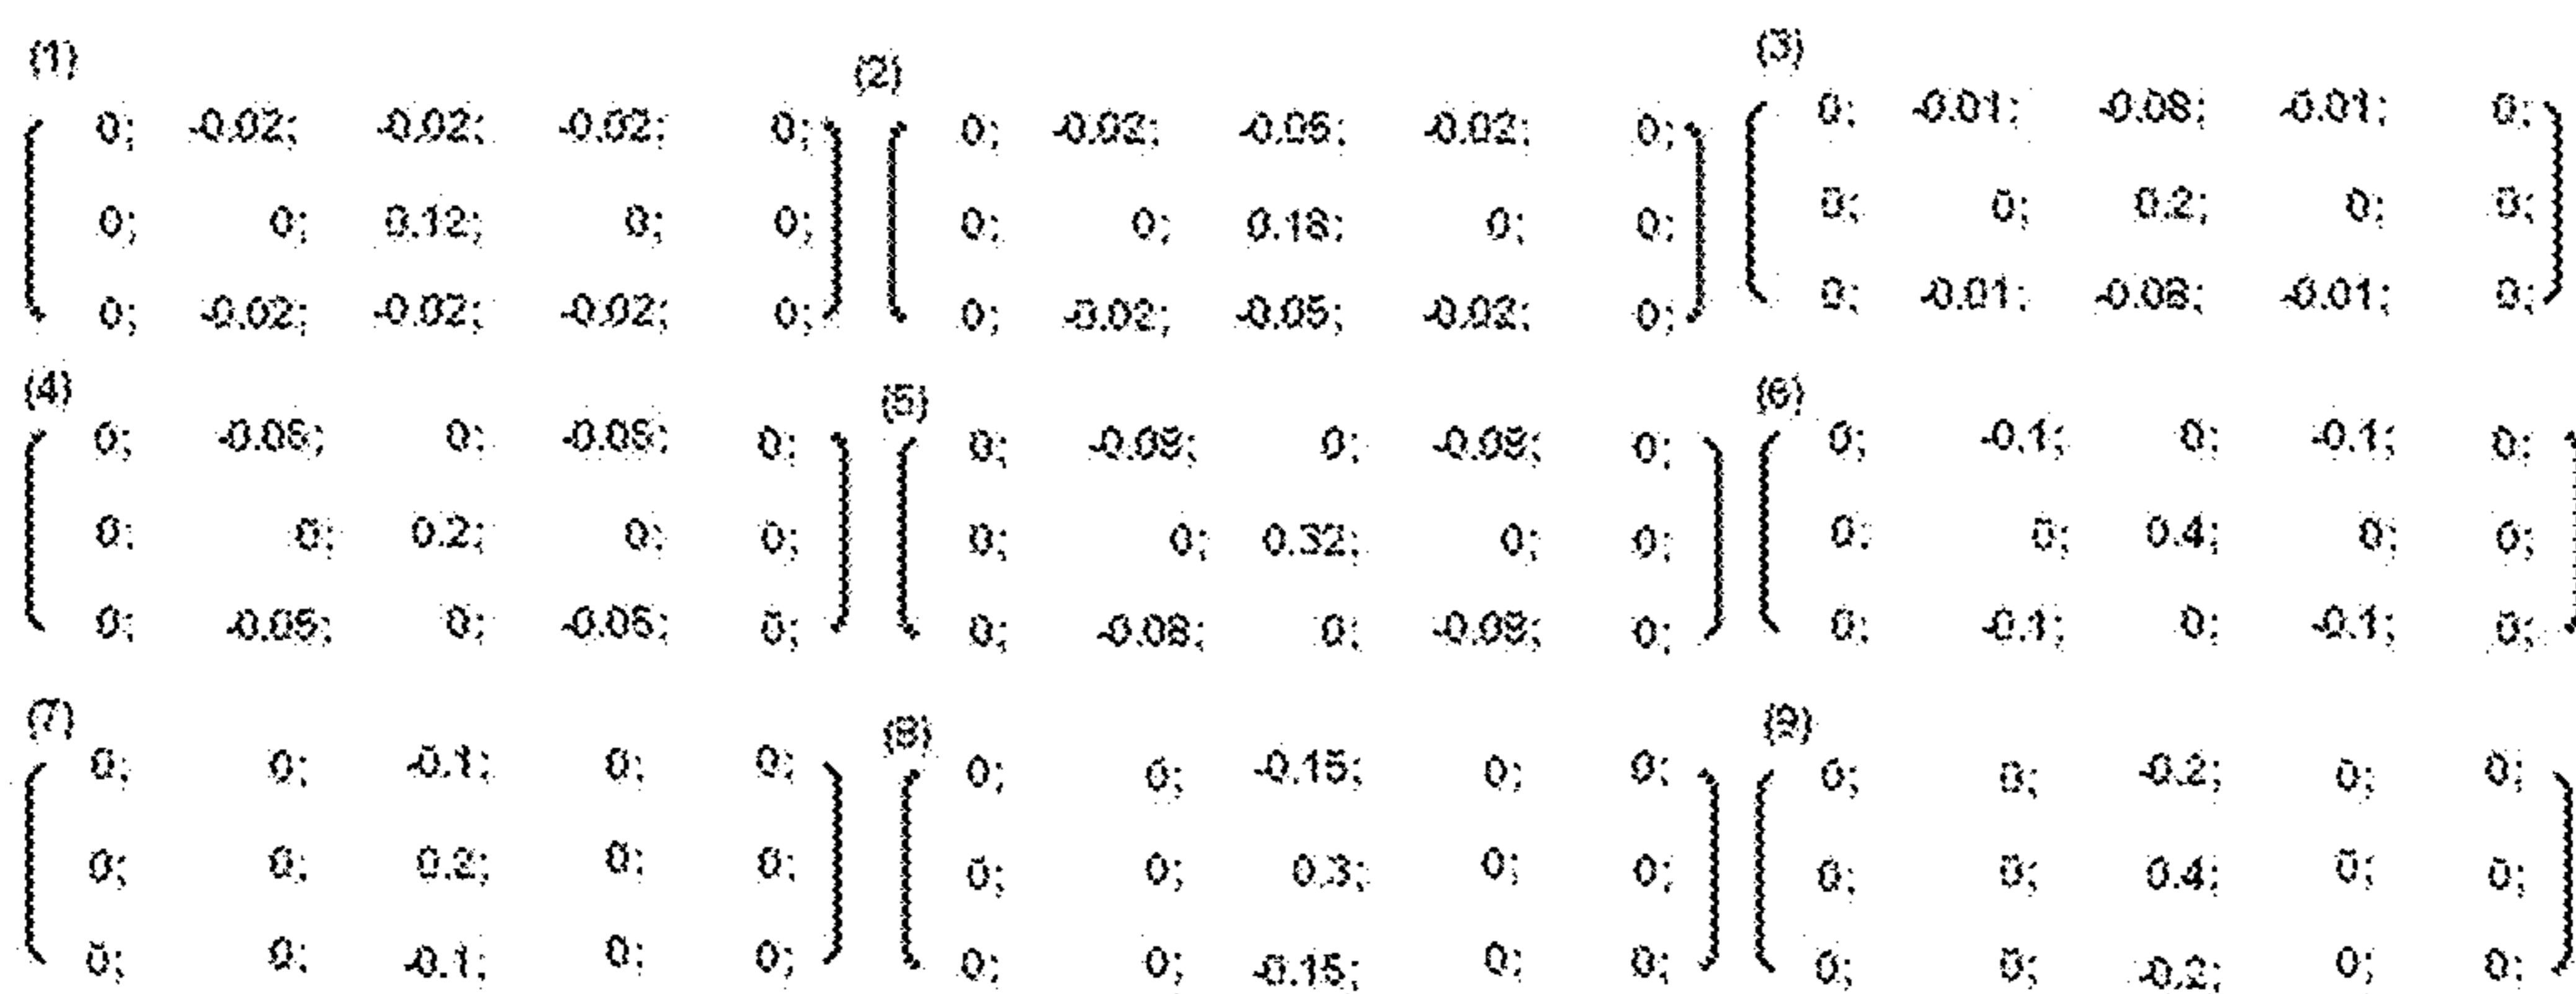 (1)
0; -0.02; -0.02; -0.02; 0;
0; 0; 0.12; 0; 0;
0; -0.02; -0.02; -0.02; 0;
(2)
0; -0.02; -0.05; -0.02; 0;
0; 0; 0.18; 0; 0;
0; -0.02; -0.05; -0.02; 0;
(3)
0; -0.01; -0.08; -0.01; 0;
0; 0; 0.2; 0; 0;
0; -0.01; -0.08; -0.01; 0;
(4)
0; -0.05; 0; -0.05; 0;
0; 0; 0.2; 0; 0;
0; -0.05; 0; -0.05; 0;
(5)
0; -0.08; 0; -0.08; 0;
0; 0; 0.32; 0; 0;
0; -0.08; 0; -0.08; 0;
(6)
0; -0.1; 0; -0.1; 0;
0; 0; 0.4; 0; 0;
0; -0.1; 0; -0.1; 0;
(7)
0; 0; -0.1; 0; 0;
0; 0; 0.2; 0; 0;
0; 0; -0.1; 0; 0;
(8)
0; 0; -0.15; 0; 0;
0; 0; 0.3; 0; 0;
0; 0; -0.15; 0; 0;
(9)
0; 0; -0.2; 0; 0;
0; 0; 0.4; 0; 0;
0; 0; -0.2; 0; 0;